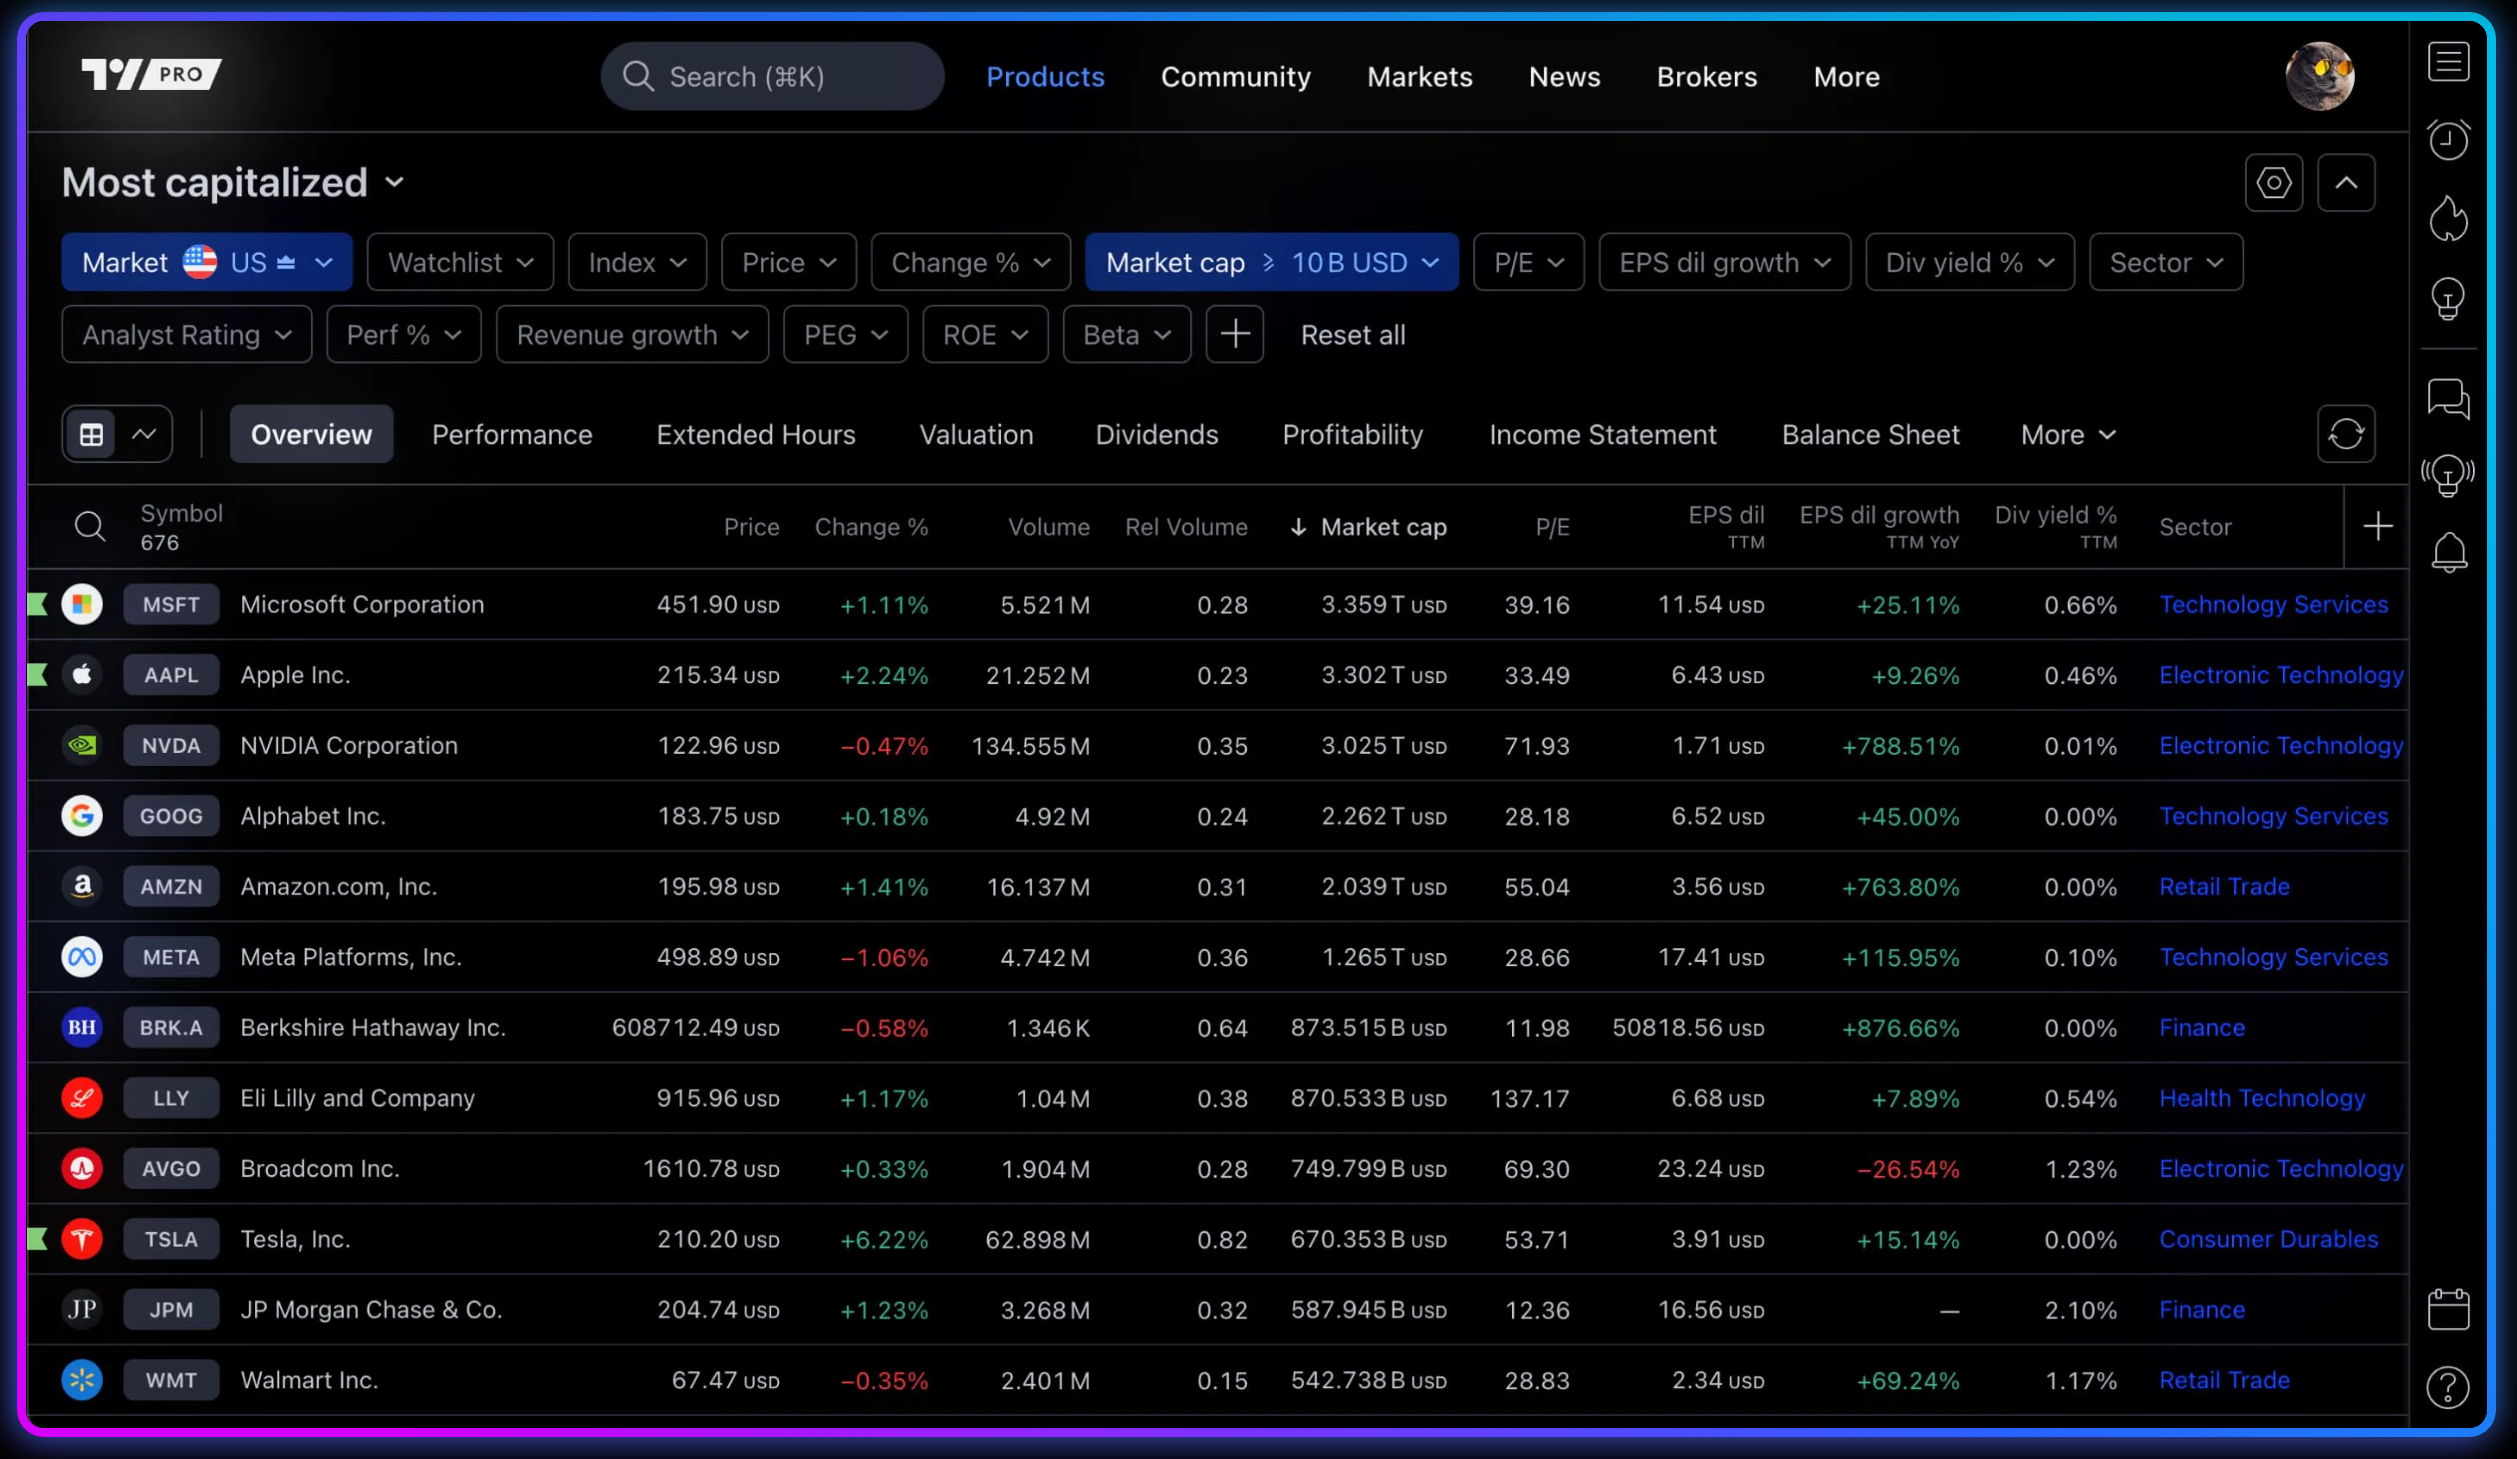 TV PRO Search (⌘K) Products Community Markets News Brokers More
Most capitalized
Market US Watchlist Index Price Change % Market cap ≥ 10 B USD P/E EPS dil growth Div yield % Sector
Analyst Rating Perf % Revenue growth PEG ROE Beta + Reset all
Overview Performance Extended Hours Valuation Dividends Profitability Income Statement Balance Sheet More
Symbol 676 Price Change % Volume Rel Volume ↓ Market cap P/E EPS dil TTM EPS dil growth TTM YoY Div yield % TTM Sector +
MSFT Microsoft Corporation 451.90 USD +1.11% 5.521 M 0.28 3.359 T USD 39.16 11.54 USD +25.11% 0.66% Technology Services
AAPL Apple Inc. 215.34 USD +2.24% 21.252 M 0.23 3.302 T USD 33.49 6.43 USD +9.26% 0.46% Electronic Technology
NVDA NVIDIA Corporation 122.96 USD −0.47% 134.555 M 0.35 3.025 T USD 71.93 1.71 USD +788.51% 0.01% Electronic Technology
G GOOG Alphabet Inc. 183.75 USD +0.18% 4.92 M 0.24 2.262 T USD 28.18 6.52 USD +45.00% 0.00% Technology Services
a AMZN Amazon.com, Inc. 195.98 USD +1.41% 16.137 M 0.31 2.039 T USD 55.04 3.56 USD +763.80% 0.00% Retail Trade
META Meta Platforms, Inc. 498.89 USD −1.06% 4.742 M 0.36 1.265 T USD 28.66 17.41 USD +115.95% 0.10% Technology Services
BH BRK.A Berkshire Hathaway Inc. 608712.49 USD −0.58% 1.346 K 0.64 873.515 B USD 11.98 50818.56 USD +876.66% 0.00% Finance
L LLY Eli Lilly and Company 915.96 USD +1.17% 1.04 M 0.38 870.533 B USD 137.17 6.68 USD +7.89% 0.54% Health Technology
AVGO Broadcom Inc. 1610.78 USD +0.33% 1.904 M 0.28 749.799 B USD 69.30 23.24 USD −26.54% 1.23% Electronic Technology
T TSLA Tesla, Inc. 210.20 USD +6.22% 62.898 M 0.82 670.353 B USD 53.71 3.91 USD +15.14% 0.00% Consumer Durables
JP JPM JP Morgan Chase & Co. 204.74 USD +1.23% 3.268 M 0.32 587.945 B USD 12.36 16.56 USD — 2.10% Finance
WMT Walmart Inc. 67.47 USD −0.35% 2.401 M 0.15 542.738 B USD 28.83 2.34 USD +69.24% 1.17% Retail Trade